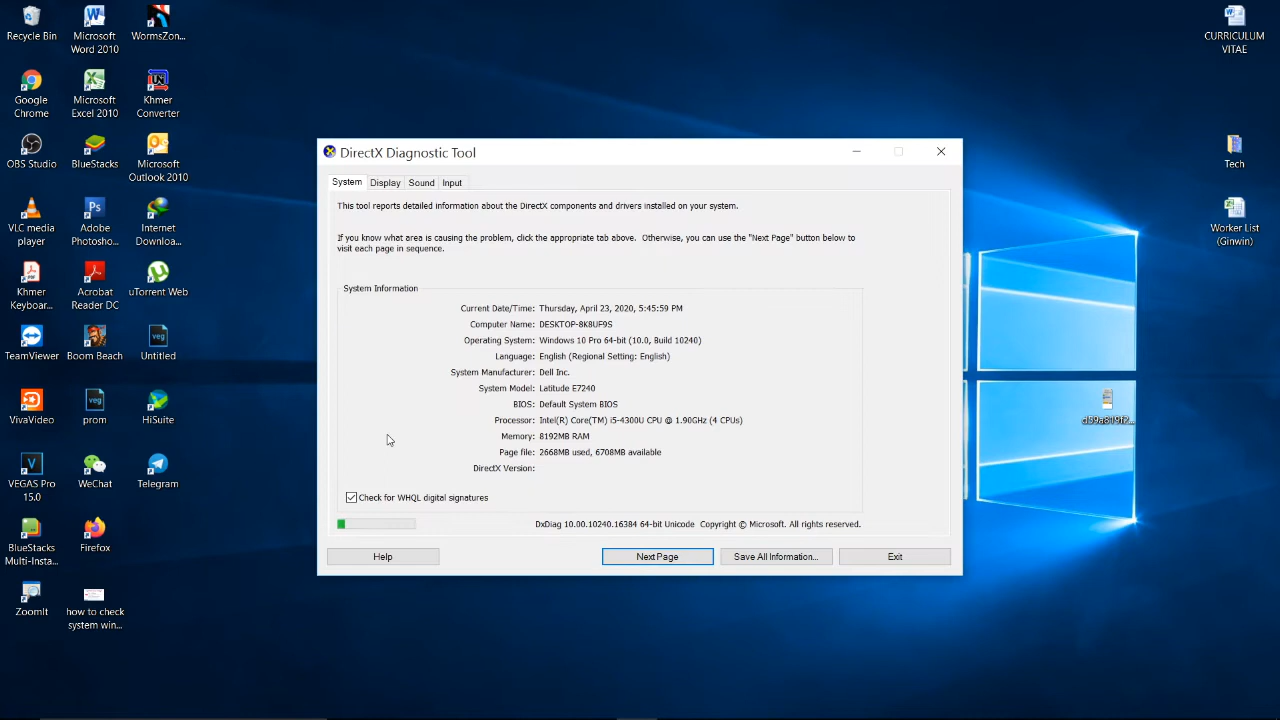 Recycle Bin
Microsoft
Word 2010
WormsZon...
Google
Chrome
Microsoft
Excel 2010
Khmer
Converter
OBS Studio
BlueStacks
Microsoft
Outlook 2010
VLC media
player
Adobe
Photosho...
Internet
Downloa...
Khmer
Keyboar...
Acrobat
Reader DC
uTorrent Web
TeamViewer
Boom Beach
Untitled
VivaVideo
prom
HiSuite
VEGAS Pro
15.0
WeChat
Telegram
BlueStacks
Multi-Insta...
Firefox
ZoomIt
how to check
system win...
DirectX Diagnostic Tool
System
Display
Sound
Input
This tool reports detailed information about the DirectX components and drivers installed on your system.
If you know what area is causing the problem, click the appropriate tab above. Otherwise, you can use the "Next Page" button below to
visit each page in sequence.
System Information
Current Date/Time: Thursday, April 23, 2020, 5:45:59 PM
Computer Name: DESKTOP-8K8UF9S
Operating System: Windows 10 Pro 64-bit (10.0, Build 10240)
Language: English (Regional Setting: English)
System Manufacturer: Dell Inc.
System Model: Latitude E7240
BIOS: Default System BIOS
Processor: Intel(R) Core(TM) i5-4300U CPU @ 1.90GHz (4 CPUs)
Memory: 8192MB RAM
Page file: 2668MB used, 6708MB available
DirectX Version:
Check for WHQL digital signatures
DxDiag 10.00.10240.16384 64-bit Unicode Copyright © Microsoft. All rights reserved.
Help
Next Page
Save All Information...
Exit
CURRICULUM
VITAE
Tech
Worker List
(Ginwin)